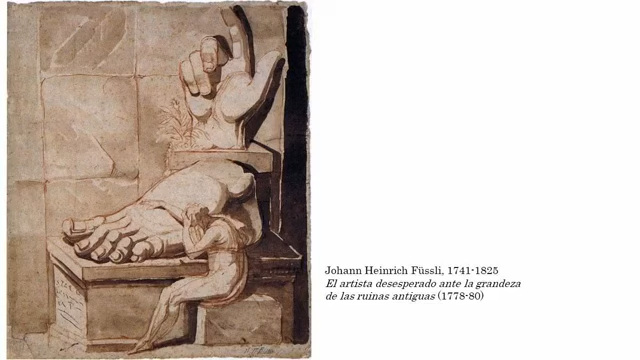 Johann Heinrich Füssli, 1741-1825
El artista desesperado ante la grandeza
de las ruinas antiguas (1778-80)